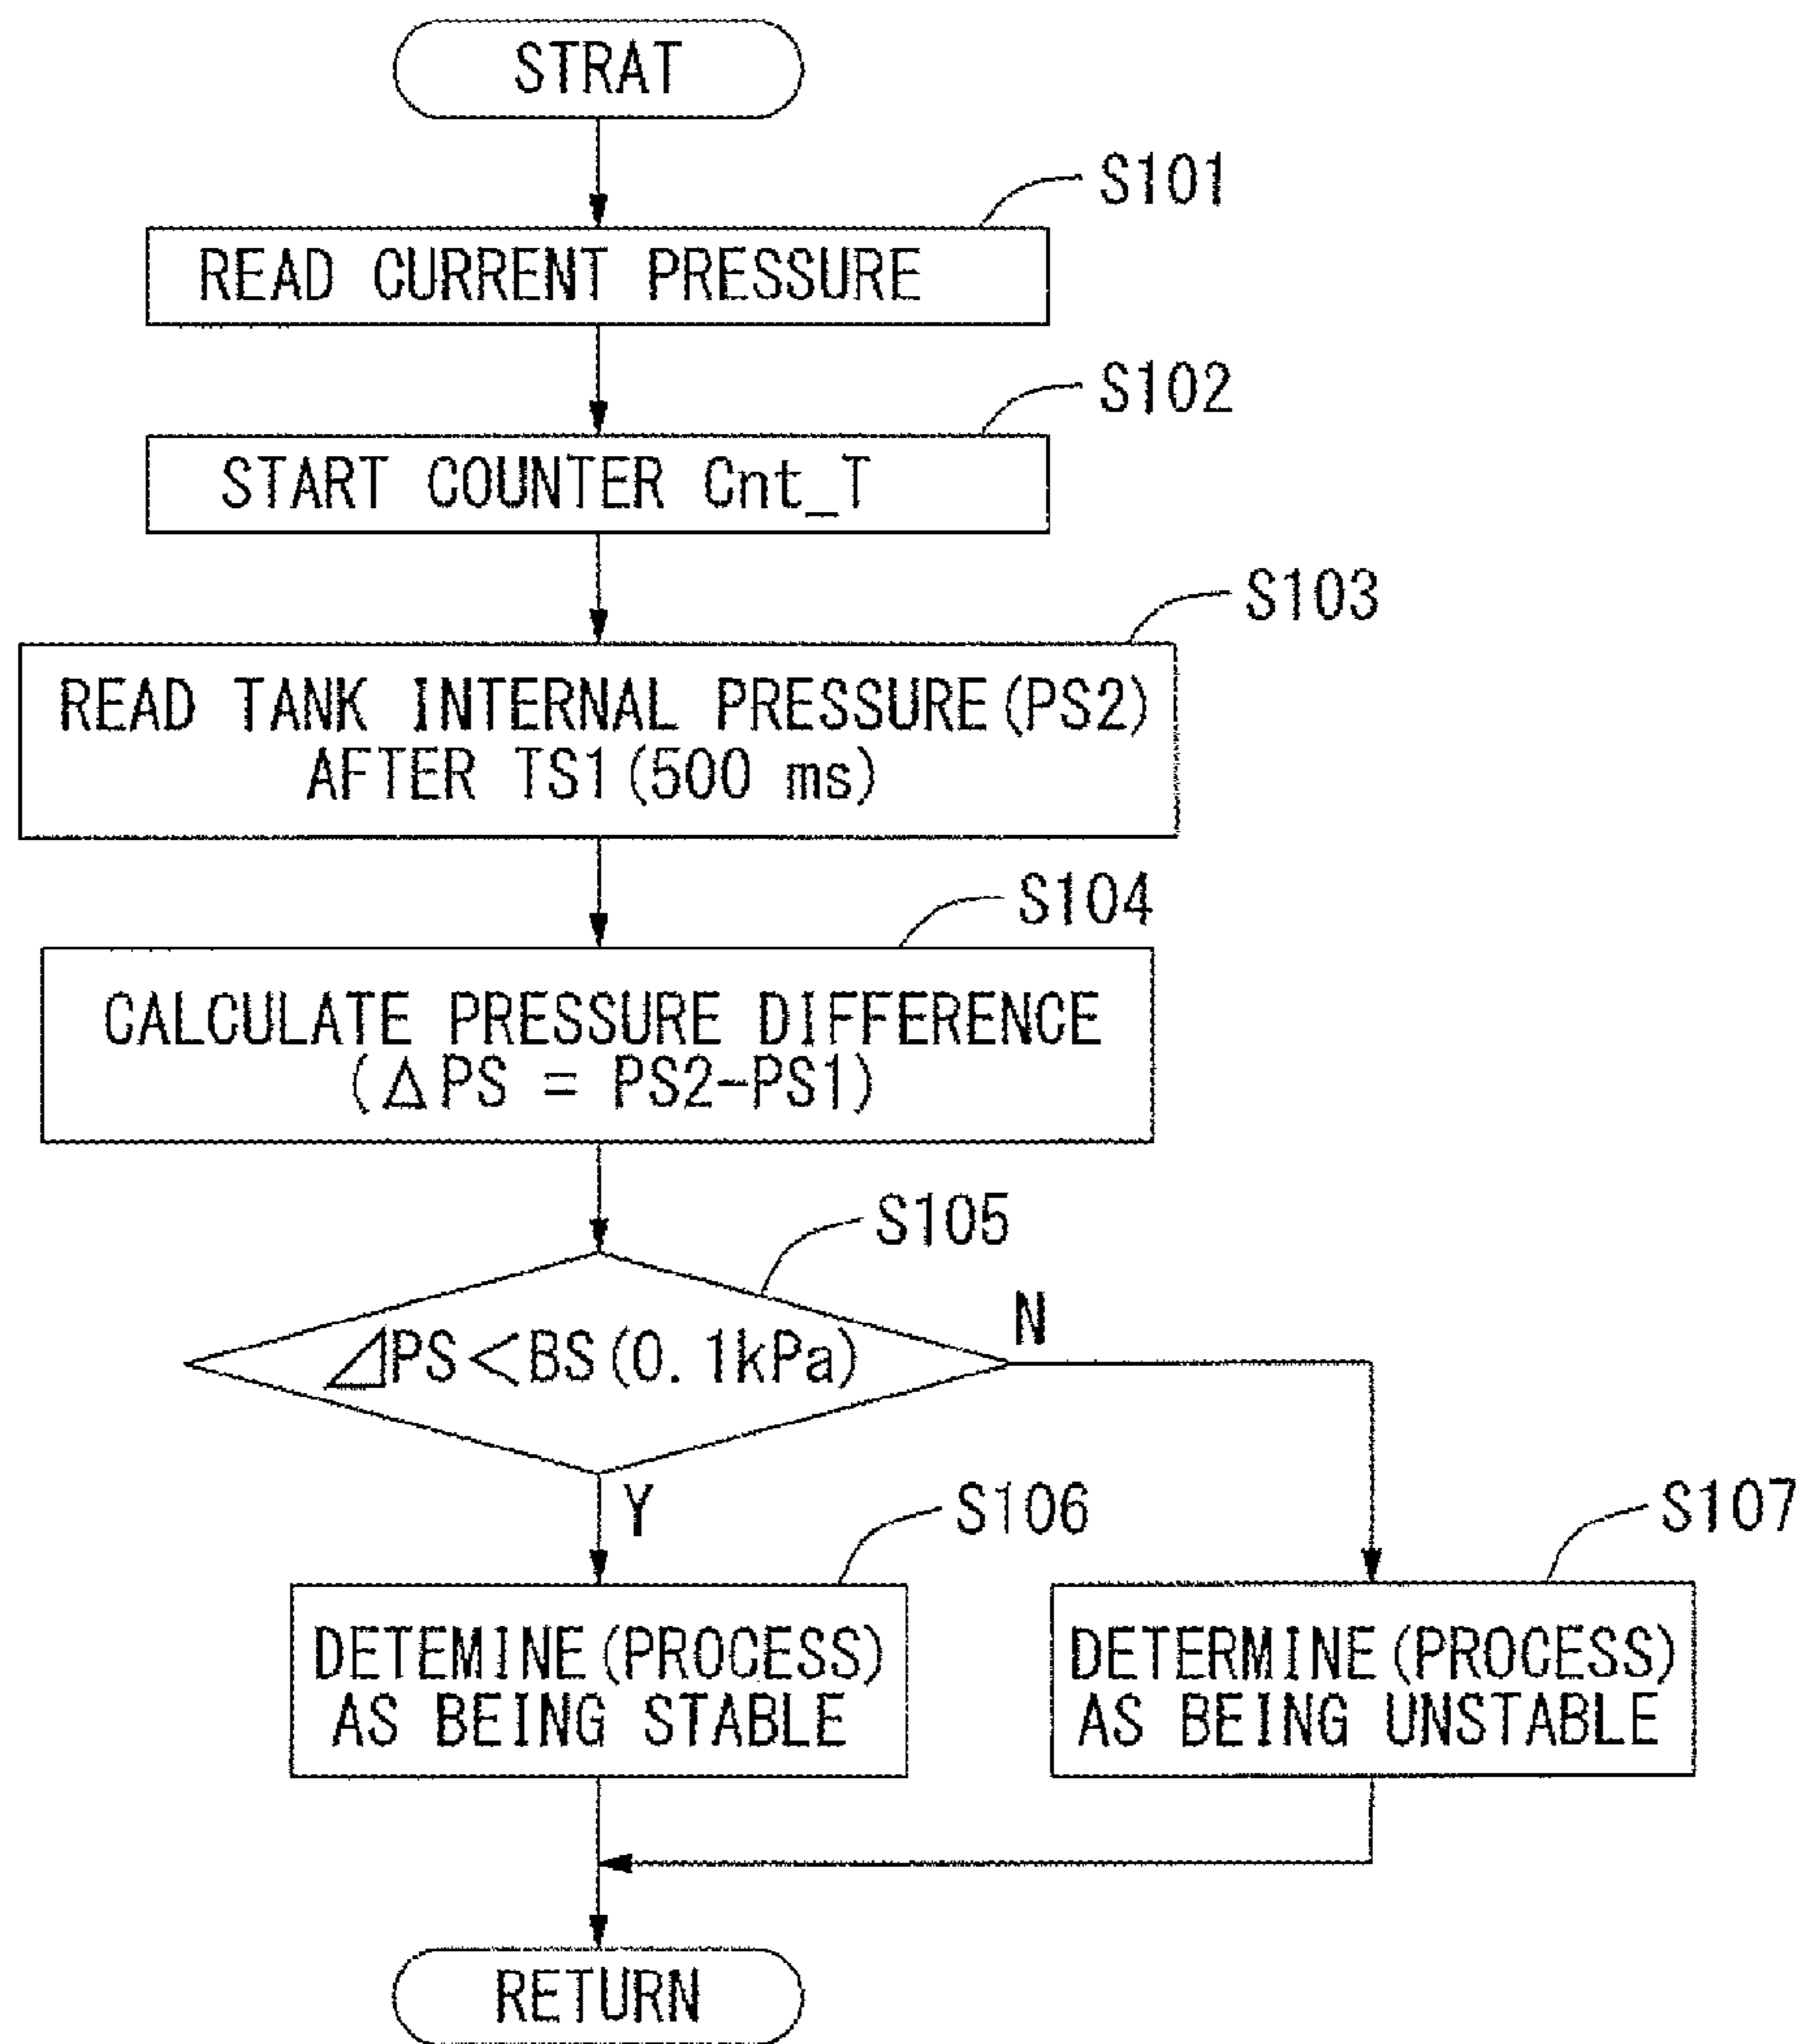 STRAT
S101
READ CURRENT PRESSURE
S102
START COUNTER Cnt_T
S103
READ TANK INTERNAL PRESSURE(PS2)
AFTER TS1(500 ms)
S104
CALCULATE PRESSURE DIFFERENCE
(△PS = PS2-PS1)
S105
⊿PS<BS(0.1kPa)
N
Y
S106
S107
DETEMINE(PROCESS)
AS BEING STABLE
DETERMINE(PROCESS)
AS BEING UNSTABLE
RETURN